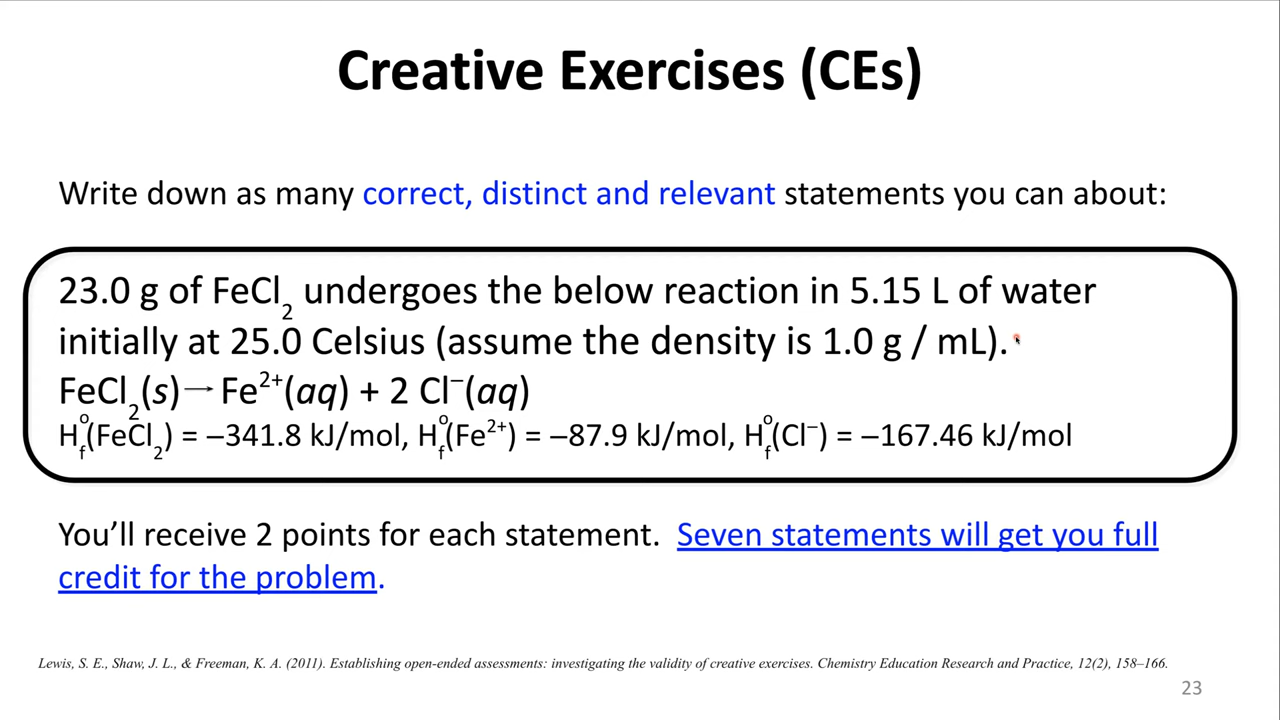 Creative Exercises (CEs)
Write down as many correct, distinct and relevant statements you can about:
23.0 g of FeCl₂ undergoes the below reaction in 5.15 L of water
initially at 25.0 Celsius (assume the density is 1.0 g / mL).
FeCl₂(s)→Fe²⁺(aq) + 2 Cl⁻(aq)
H°f(FeCl₂) = –341.8 kJ/mol, H°f(Fe²⁺) = –87.9 kJ/mol, H°f(Cl⁻) = –167.46 kJ/mol
You’ll receive 2 points for each statement. Seven statements will get you full
credit for the problem.
Lewis, S. E., Shaw, J. L., & Freeman, K. A. (2011). Establishing open-ended assessments: investigating the validity of creative exercises. Chemistry Education Research and Practice, 12(2), 158–166.
23